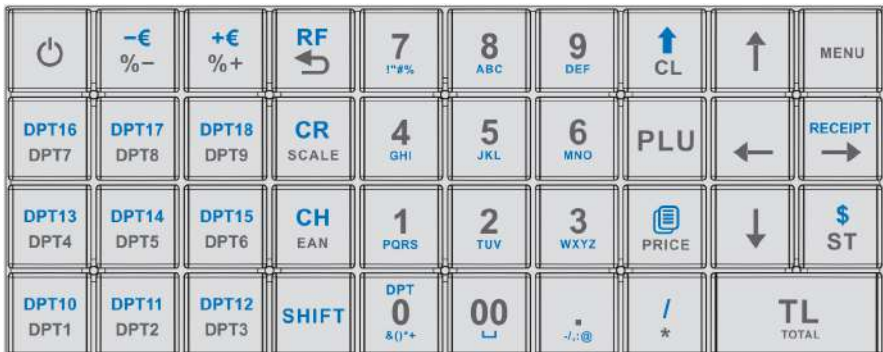 -€ +€ RF 7 8 9 CL MENU
%- %+ !"#% ABC DEF
DPT16 DPT17 DPT18 CR 4 5 6 PLU RECEIPT
DPT7 DPT8 DPT9 SCALE GHI JKL MNO
DPT13 DPT14 DPT15 CH 1 2 3 PRICE $
DPT4 DPT5 DPT6 EAN PQRS TUV WXYZ ST
DPT10 DPT11 DPT12 SHIFT DPT 0 00 . / TL
DPT1 DPT2 DPT3 &()*+ -/,:@ * TOTAL